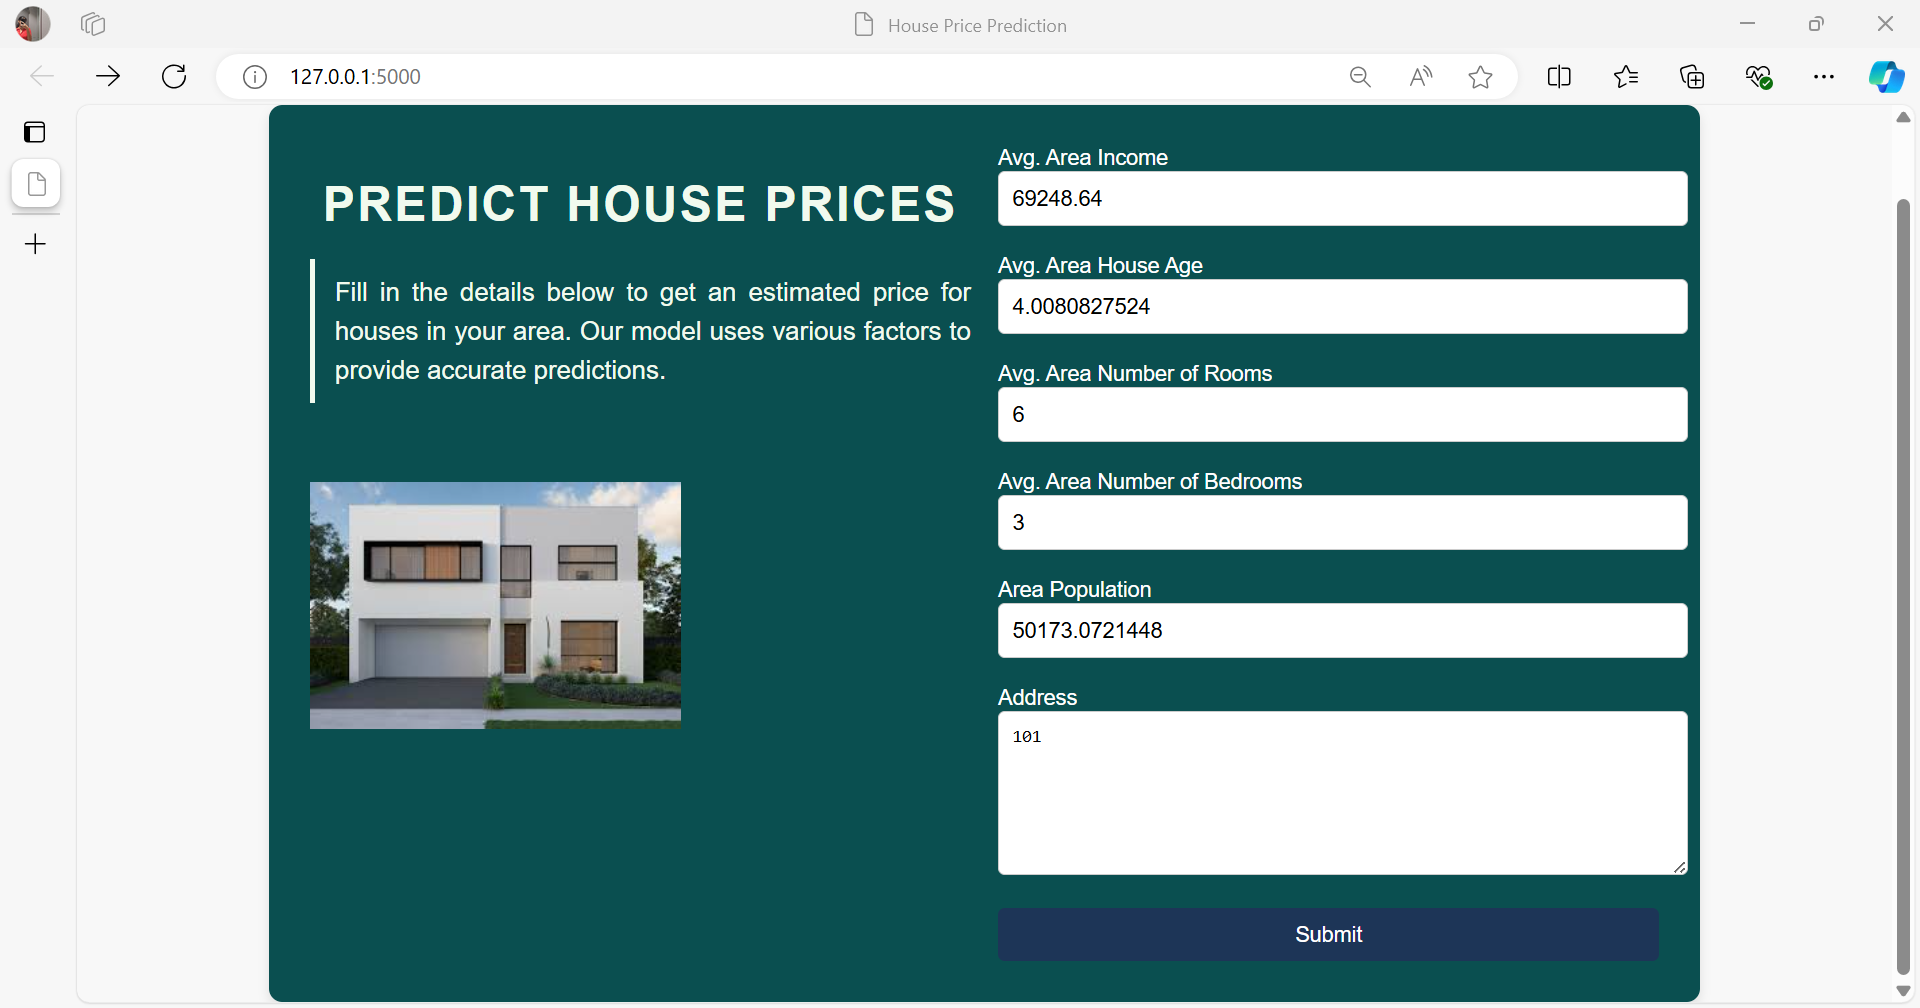 House Price Prediction
127.0.0.1:5000
PREDICT HOUSE PRICES
Fill in the details below to get an estimated price for
houses in your area. Our model uses various factors to
provide accurate predictions.
Avg. Area Income
69248.64
Avg. Area House Age
4.0080827524
Avg. Area Number of Rooms
6
Avg. Area Number of Bedrooms
3
Area Population
50173.0721448
Address
101
Submit